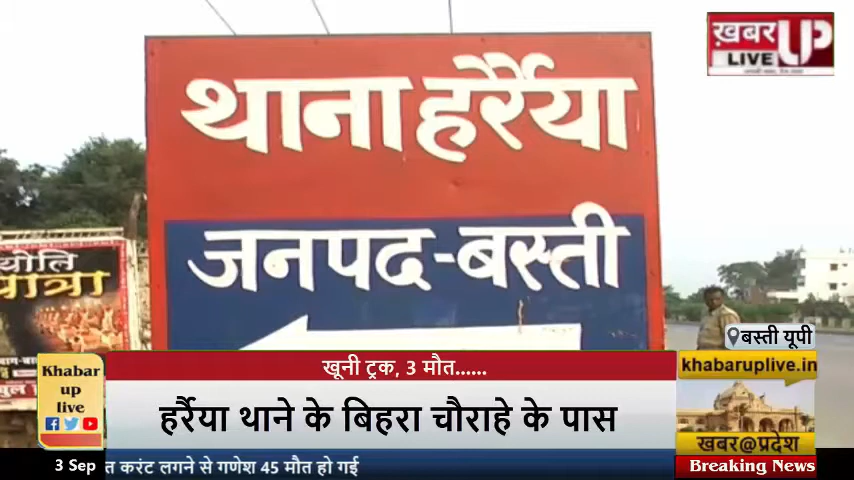 ख़बर UP
LIVE
थाना हर्रैया
जनपद-बस्ती
योलि
यात्रा
बस्ती यूपी
Khabar
up
live
खूनी ट्रक, 3 मौत......
हर्रैया थाने के बिहरा चौराहे के पास
khabaruplive.in
खबर@प्रदेश
3 Sep
त करंट लगने से गणेश 45 मौत हो गई
Breaking News